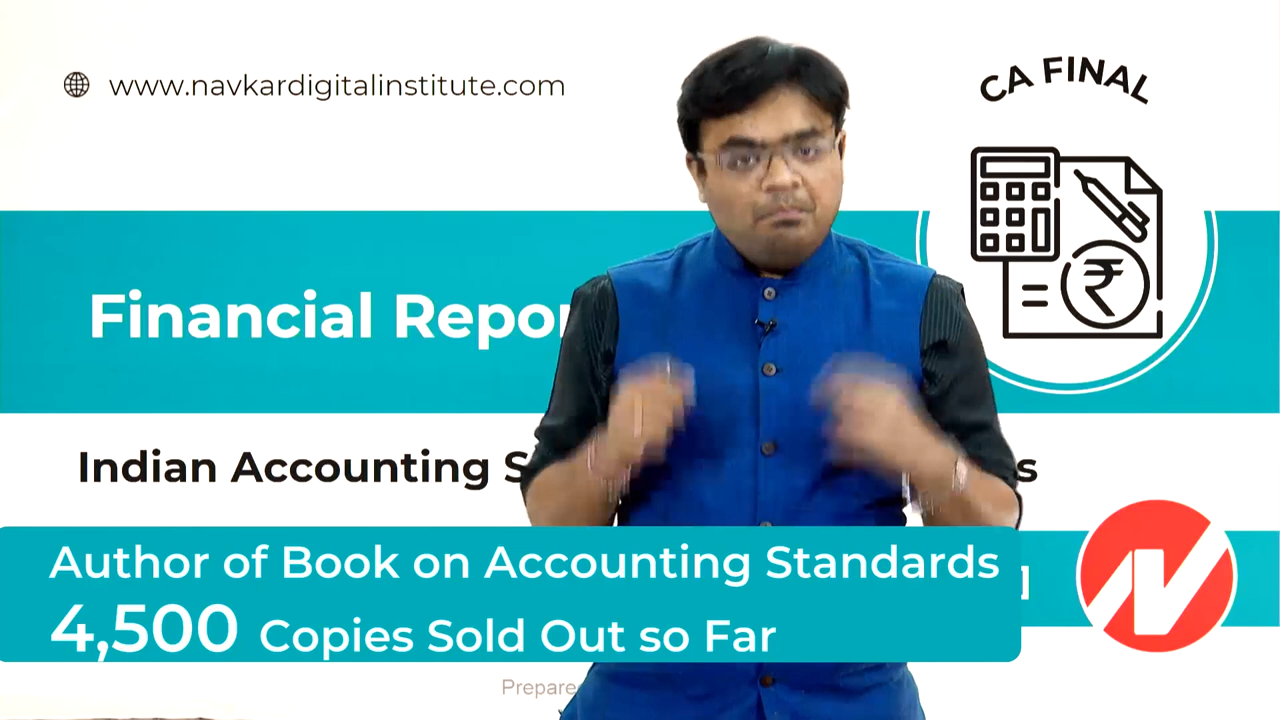 www.navkardigitalinstitute.com
CA FINAL
Financial Repo
Indian Accounting S
Author of Book on Accounting Standards
4,500 Copies Sold Out so Far
Prepare